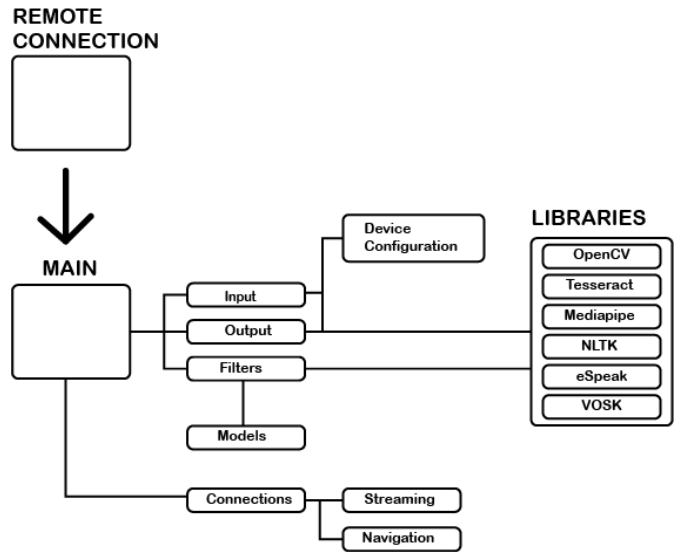 REMOTE
CONNECTION
MAIN
Input
Output
Filters
Models
Connections
Streaming
Navigation
Device
Configuration
LIBRARIES
OpenCV
Tesseract
Mediapipe
NLTK
eSpeak
VOSK